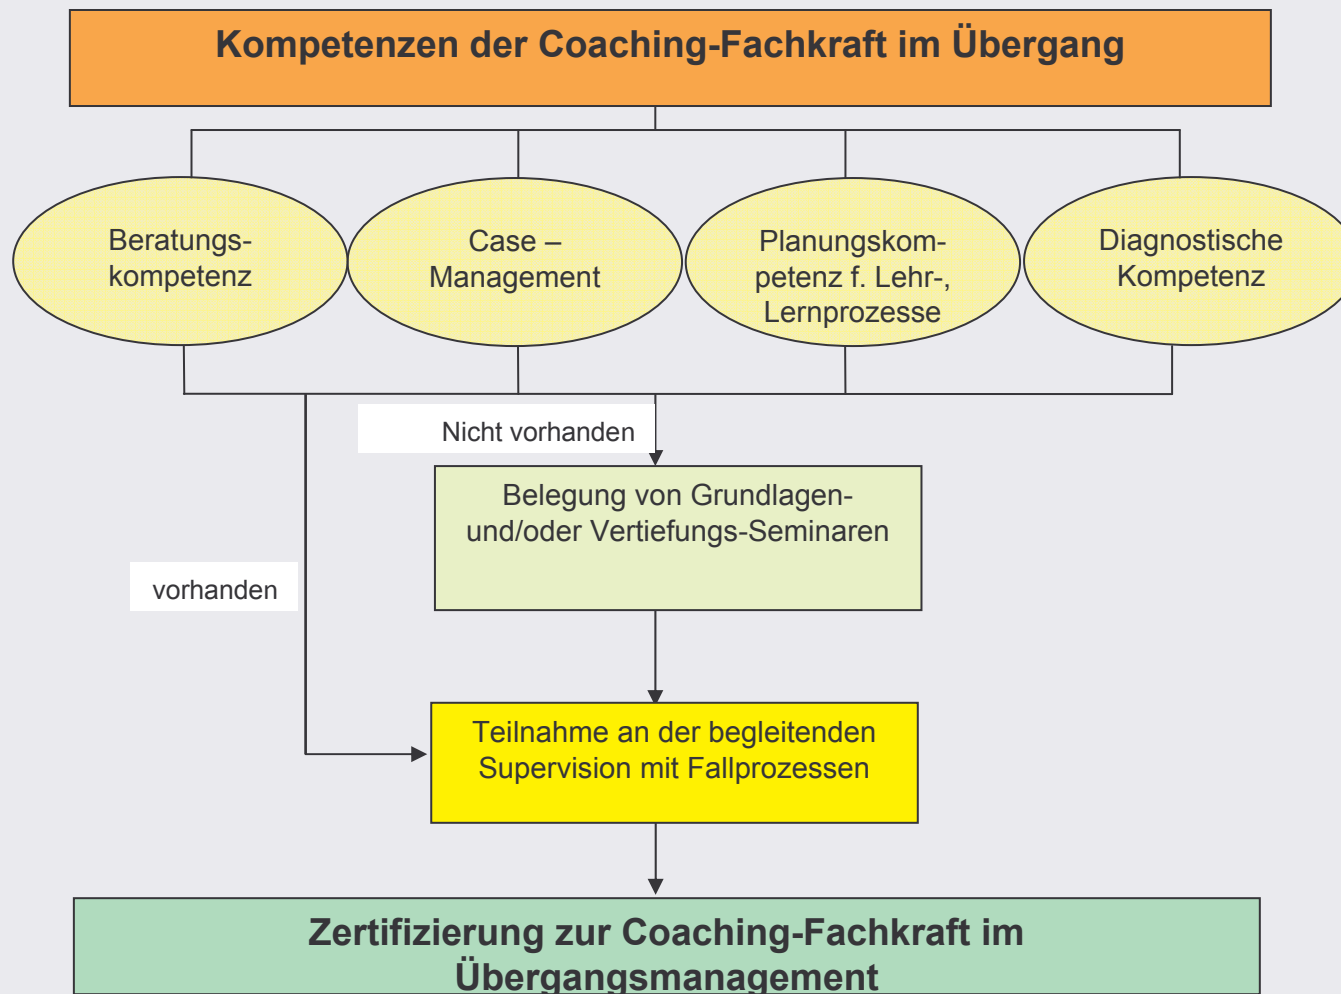 Kompetenzen der Coaching-Fachkraft im Übergang
Beratungs-
kompetenz
Case –
Management
Planungskom-
petenz f. Lehr-,
Lernprozesse
Diagnostische
Kompetenz
Nicht vorhanden
Belegung von Grundlagen-
und/oder Vertiefungs-Seminaren
vorhanden
Teilnahme an der begleitenden
Supervision mit Fallprozessen
Zertifizierung zur Coaching-Fachkraft im
Übergangsmanagement